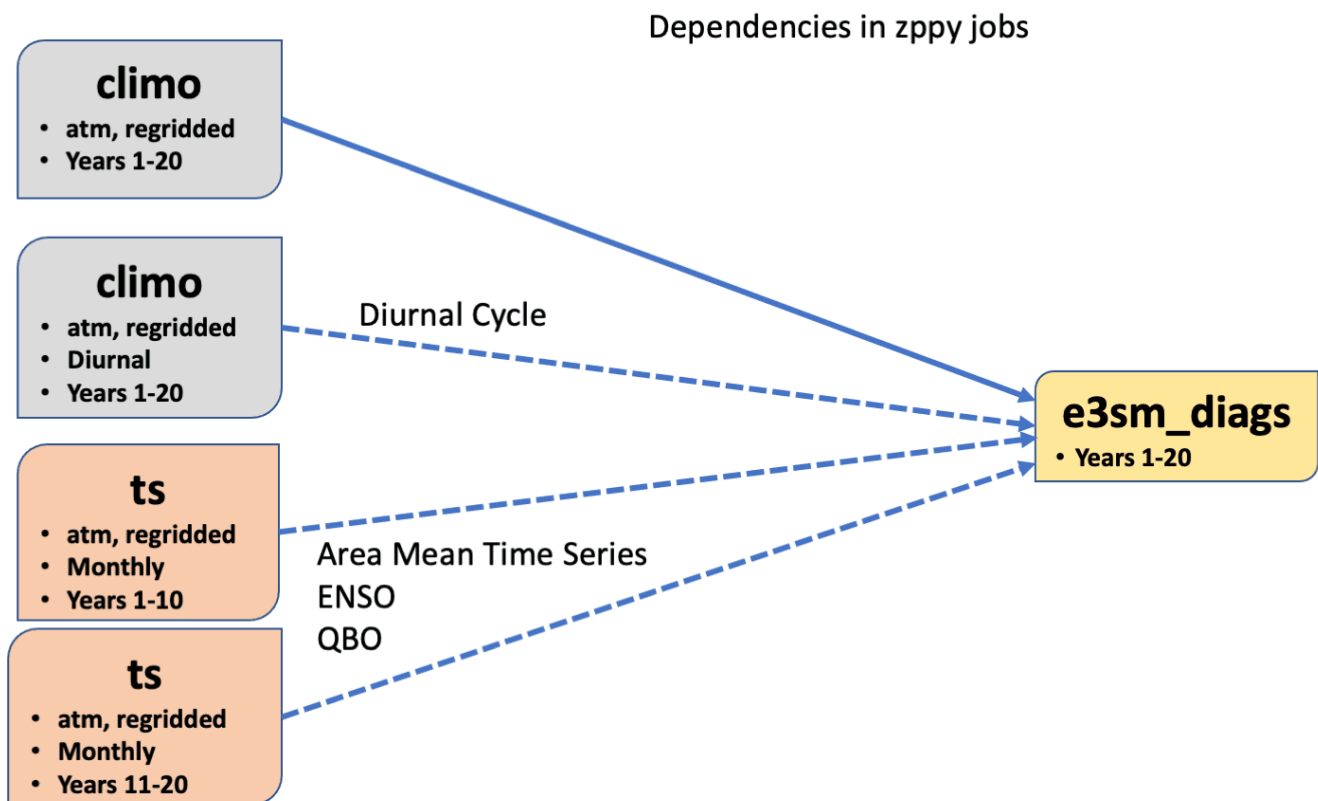 Dependencies in zppy jobs
climo
• atm, regridded
• Years 1-20
climo
• atm, regridded
• Diurnal
• Years 1-20
Diurnal Cycle
e3sm_diags
• Years 1-20
ts
• atm, regridded
• Monthly
• Years 1-10
Area Mean Time Series
ENSO
QBO
ts
• atm, regridded
• Monthly
• Years 11-20